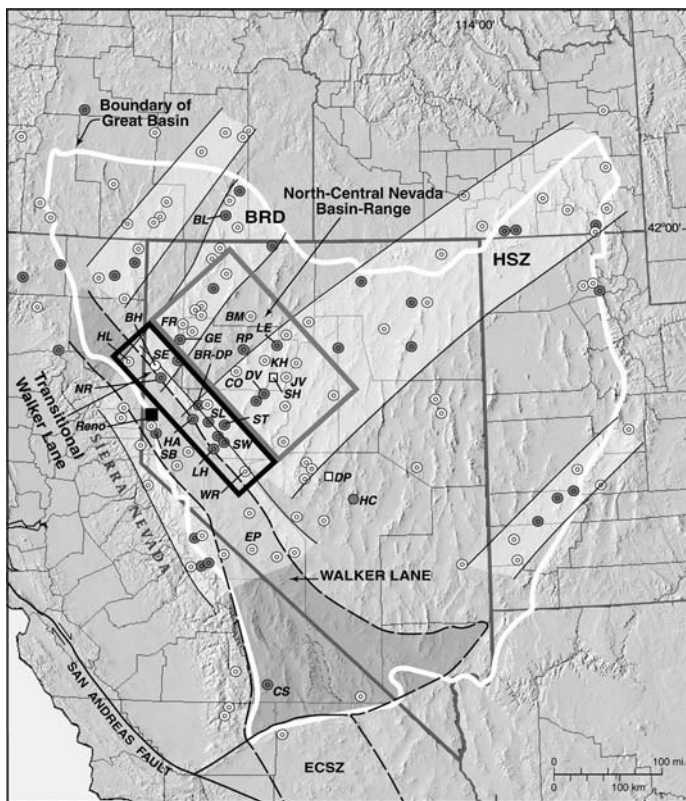 114°00'
Boundary of
Great Basin
North-Central Nevada
Basin-Range
BL
BRD
42°00'
HSZ
BH
FR
BM
LE
HL
GE
RP
SE
BR-DP
KH
NR
CO
DV
JV
SH
Transitional
Walker Lane
Reno
SL
ST
HA
SW
SB
LH
WR
DP
HC
SIERRA NEVADA
EP
WALKER LANE
SAN ANDREAS FAULT
CS
ECSZ
0 100 mi.
0 100 km